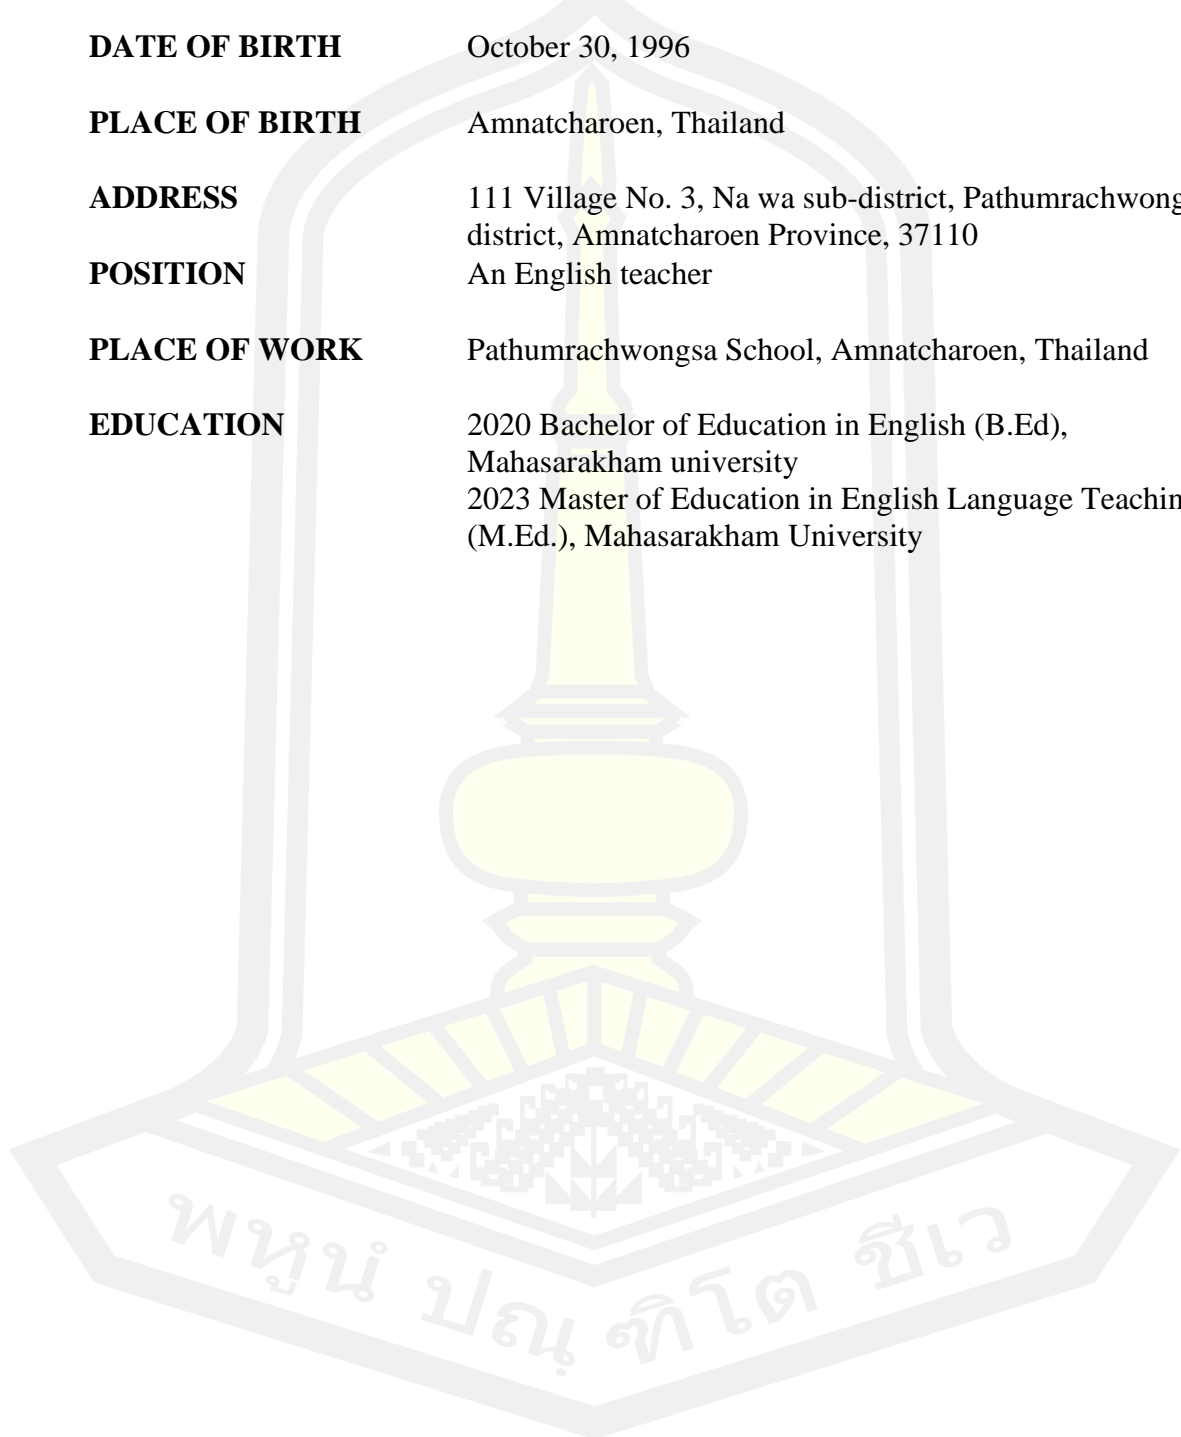 DATE OF BIRTH October 30, 1996
PLACE OF BIRTH Amnatcharoen, Thailand
ADDRESS 111 Village No. 3, Na wa sub-district, Pathumrachwong
district, Amnatcharoen Province, 37110
POSITION An English teacher
PLACE OF WORK Pathumrachwongsa School, Amnatcharoen, Thailand
EDUCATION 2020 Bachelor of Education in English (B.Ed),
Mahasarakham university
2023 Master of Education in English Language Teachin
(M.Ed.), Mahasarakham University
พหูนํ ปณฺฑิโต ชีเว